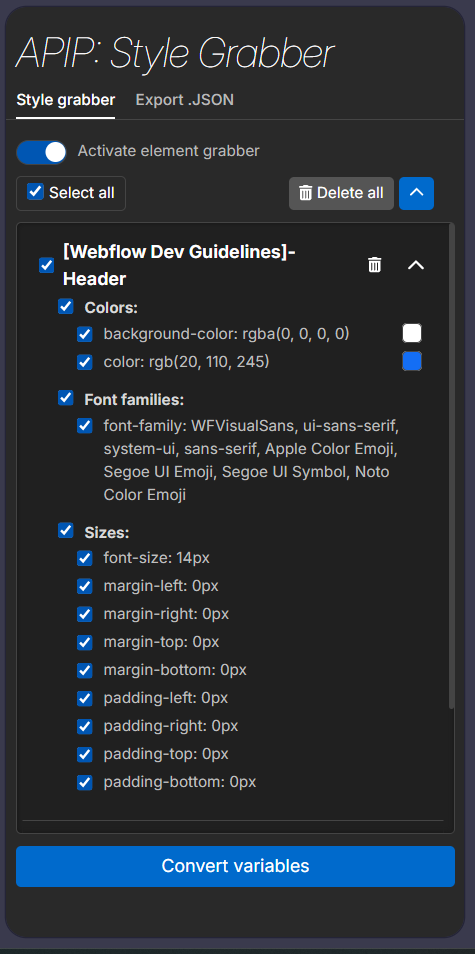 APIP: Style Grabber
Style grabber Export .JSON
Activate element grabber
Select all Delete all
[Webflow Dev Guidelines]-
Header
Colors:
background-color: rgba(0, 0, 0, 0)
color: rgb(20, 110, 245)
Font families:
font-family: WFVisualSans, ui-sans-serif,
system-ui, sans-serif, Apple Color Emoji,
Segoe UI Emoji, Segoe UI Symbol, Noto
Color Emoji
Sizes:
font-size: 14px
margin-left: 0px
margin-right: 0px
margin-top: 0px
margin-bottom: 0px
padding-left: 0px
padding-right: 0px
padding-top: 0px
padding-bottom: 0px
Convert variables